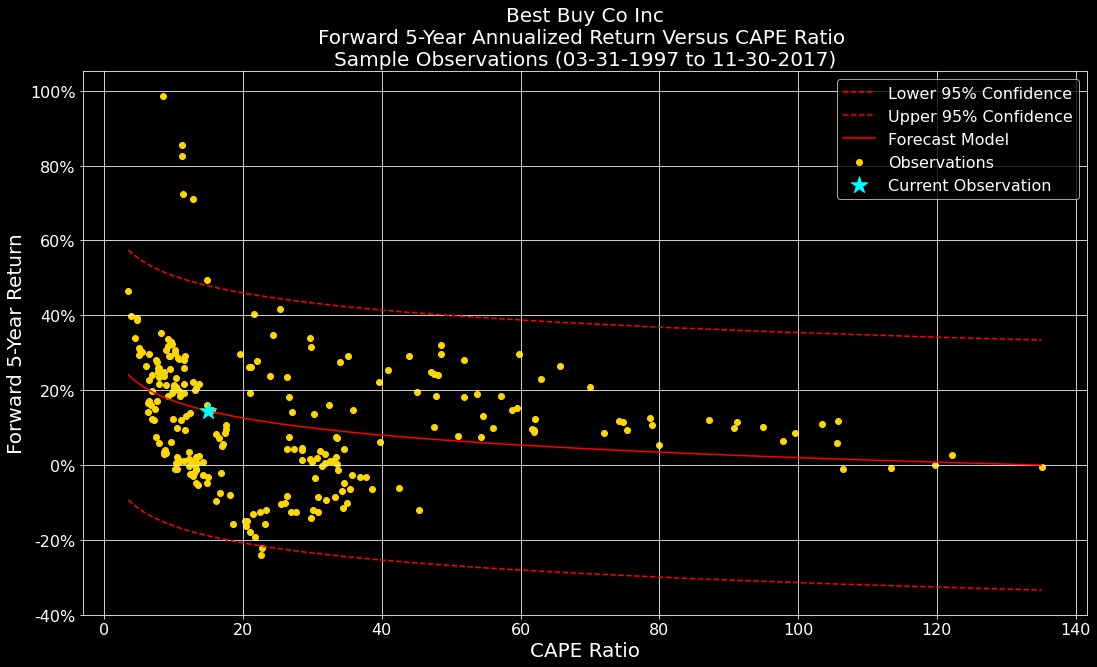 Best Buy Co Inc
Forward 5-Year Annualized Return Versus CAPE Ratio
Sample Observations (03-31-1997 to 11-30-2017)
Lower 95% Confidence
Upper 95% Confidence
Forecast Model
Observations
Current Observation
Forward 5-Year Return
100%
80%
60%
40%
20%
0%
-20%
-40%
0 20 40 60 80 100 120 140
CAPE Ratio